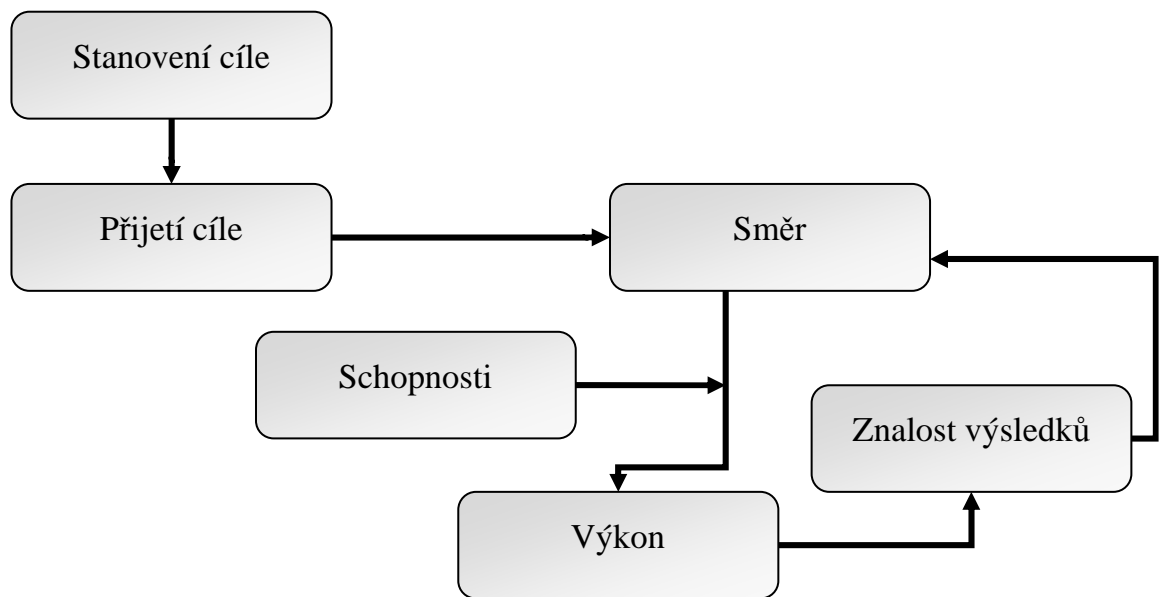 Stanovení cíle
Přijetí cíle
Směr
Schopnosti
Znalost výsledků
Výkon